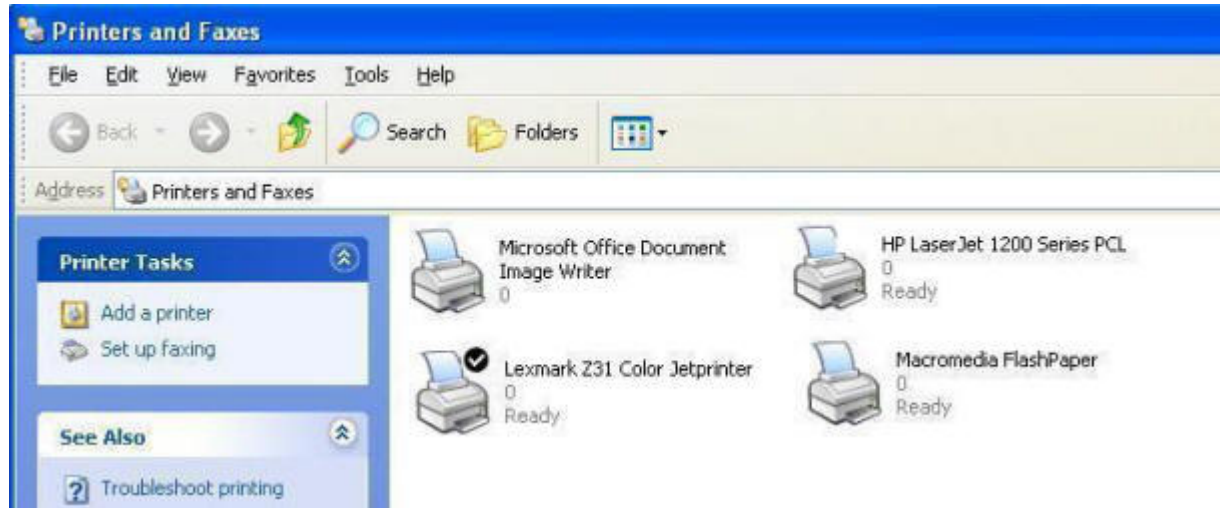 Printers and Faxes
File Edit View Favorites Tools Help
Back Search Folders
Address Printers and Faxes
Printer Tasks
Add a printer
Set up faxing
See Also
Troubleshoot printing
Microsoft Office Document
Image Writer
0
HP LaserJet 1200 Series PCL
0
Ready
Lexmark Z31 Color Jetprinter
0
Ready
Macromedia FlashPaper
0
Ready